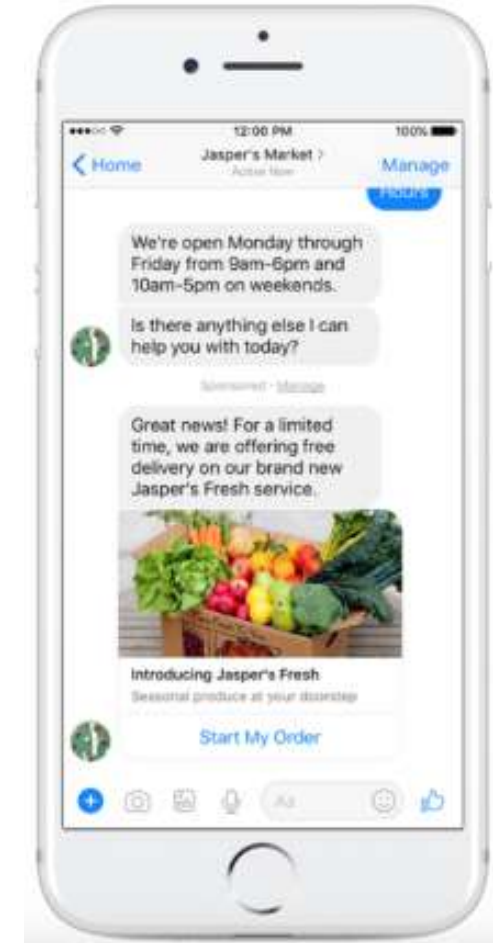 12:00 PM
100%
Home
Jasper's Market
Manage
Active Now
Hours
We're open Monday through
Friday from 9am-6pm and
10am-5pm on weekends.
Is there anything else I can
help you with today?
Sponsored · Manage
Great news! For a limited
time, we are offering free
delivery on our brand new
Jasper's Fresh service.
Introducing Jasper's Fresh
Seasonal produce at your doorstep
Start My Order
Aa